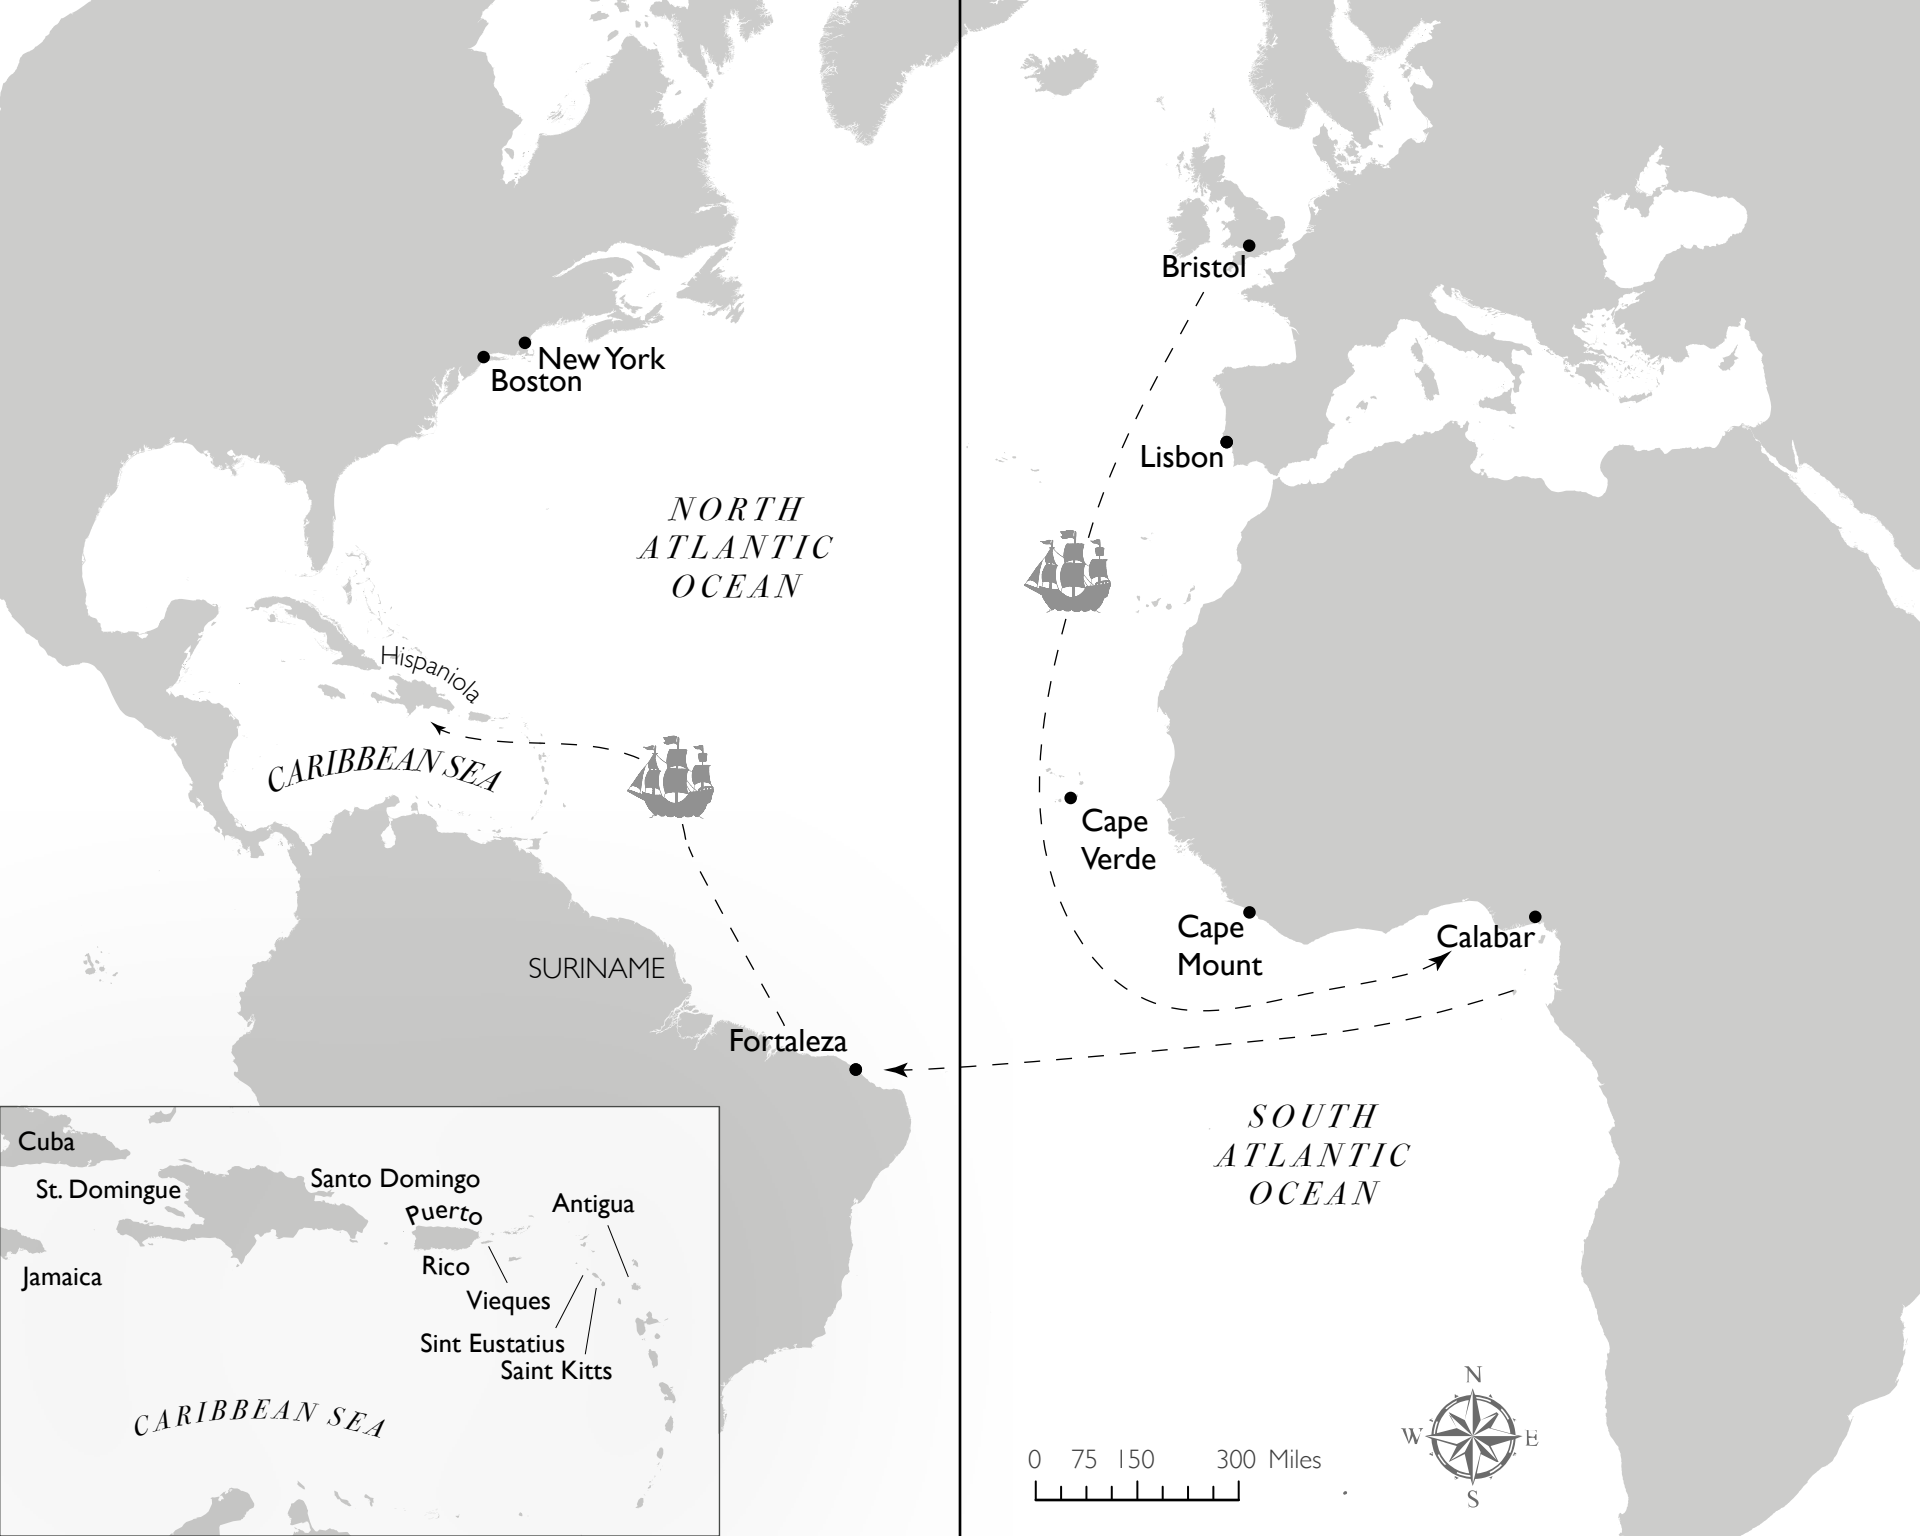 Bristol
New York
Boston
Lisbon
NORTH
ATLANTIC
OCEAN
Hispaniola
CARIBBEAN SEA
Cape
Verde
Cape
Mount
Calabar
SURINAME
Fortaleza
SOUTH
ATLANTIC
OCEAN
Cuba
St. Domingue
Santo Domingo
Puerto
Rico
Antigua
Jamaica
Vieques
Sint Eustatius
Saint Kitts
CARIBBEAN SEA
0 75 150 300 Miles
N
W E
S